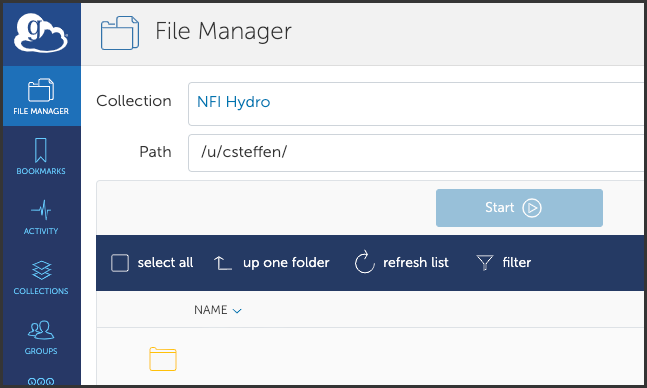 g
File Manager
Collection
NFI Hydro
Path
/u/csteffen/
Start
FILE MANAGER
BOOKMARKS
ACTIVITY
COLLECTIONS
GROUPS
select all
up one folder
refresh list
filter
NAME